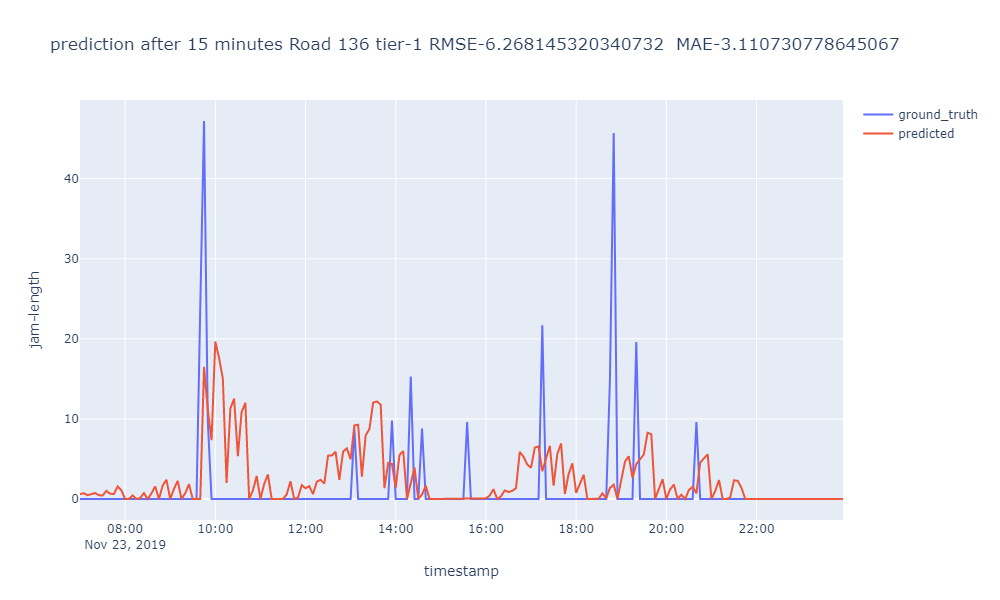 prediction after 15 minutes Road 136 tier-1 RMSE-6.268145320340732  MAE-3.110730778645067
ground_truth
predicted
jam-length
40
30
20
10
0
08:00 10:00 12:00 14:00 16:00 18:00 20:00 22:00
Nov 23, 2019
timestamp